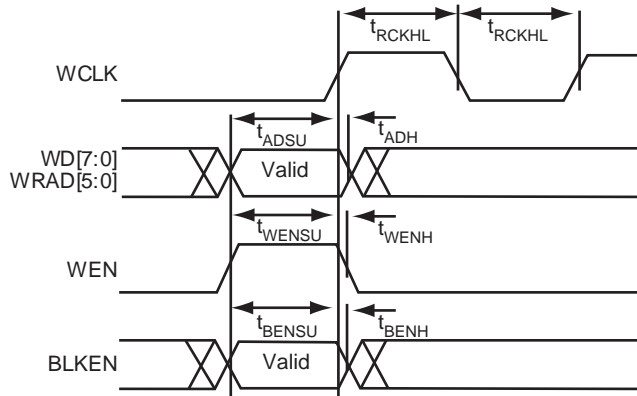 tRCKHL tRCKHL
WCLK
tADSU tADH
WD[7:0]
WRAD[5:0]
Valid
tWENSU tWENH
WEN
tBENSU tBENH
BLKEN
Valid